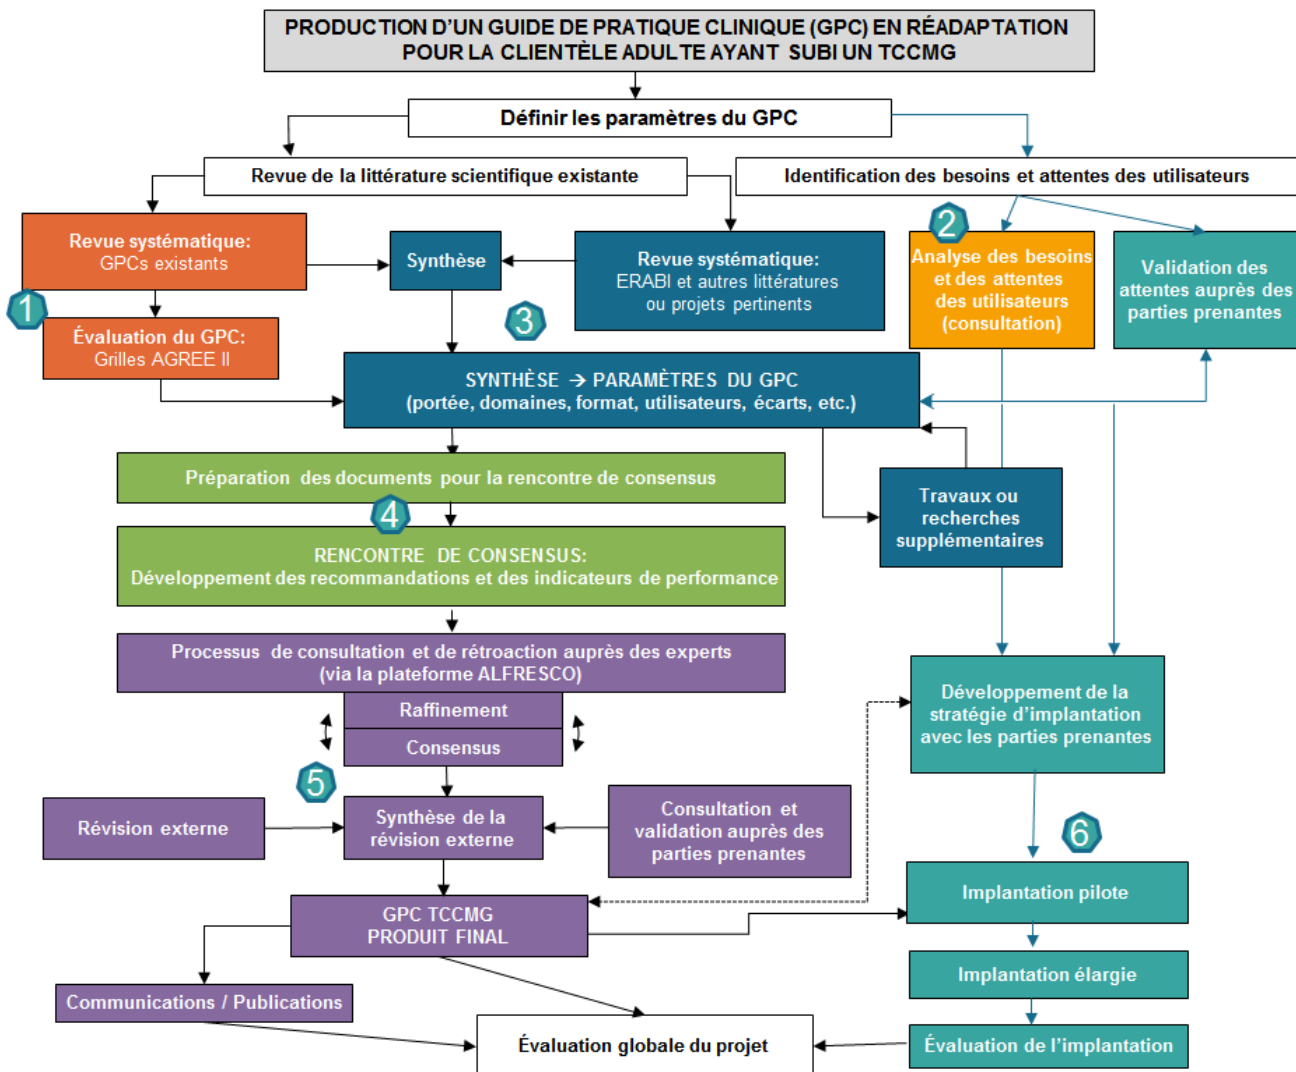 PRODUCTION D'UN GUIDE DE PRATIQUE CLINIQUE (GPC) EN RÉADAPTATION
POUR LA CLIENTÈLE ADULTE AYANT SUBI UN TCCMG
Définir les paramètres du GPC
Revue de la littérature scientifique existante
Identification des besoins et attentes des utilisateurs
Revue systématique:
GPCs existants
Synthèse
Revue systématique:
ERABI et autres littératures
ou projets pertinents
2
Analyse des besoins
et des attentes
des utilisateurs
(consultation)
Validation des
attentes auprès des
parties prenantes
1
Évaluation du GPC:
Grilles AGREE II
3
SYNTHÈSE → PARAMÈTRES DU GPC
(portée, domaines, format, utilisateurs, écarts, etc.)
Préparation des documents pour la rencontre de consensus
Travaux ou
recherches
supplémentaires
4
RENCONTRE DE CONSENSUS:
Développement des recommandations et des indicateurs de performance
Processus de consultation et de rétroaction auprès des experts
(via la plateforme ALFRESCO)
Raffinement
Consensus
Développement de la
stratégie d'implantation
avec les parties prenantes
5
Révision externe
Synthèse de la
révision externe
Consultation et
validation auprès des
parties prenantes
6
GPC TCCMG
PRODUIT FINAL
Implantation pilote
Communications / Publications
Implantation élargie
Évaluation globale du projet
Évaluation de l'implantation